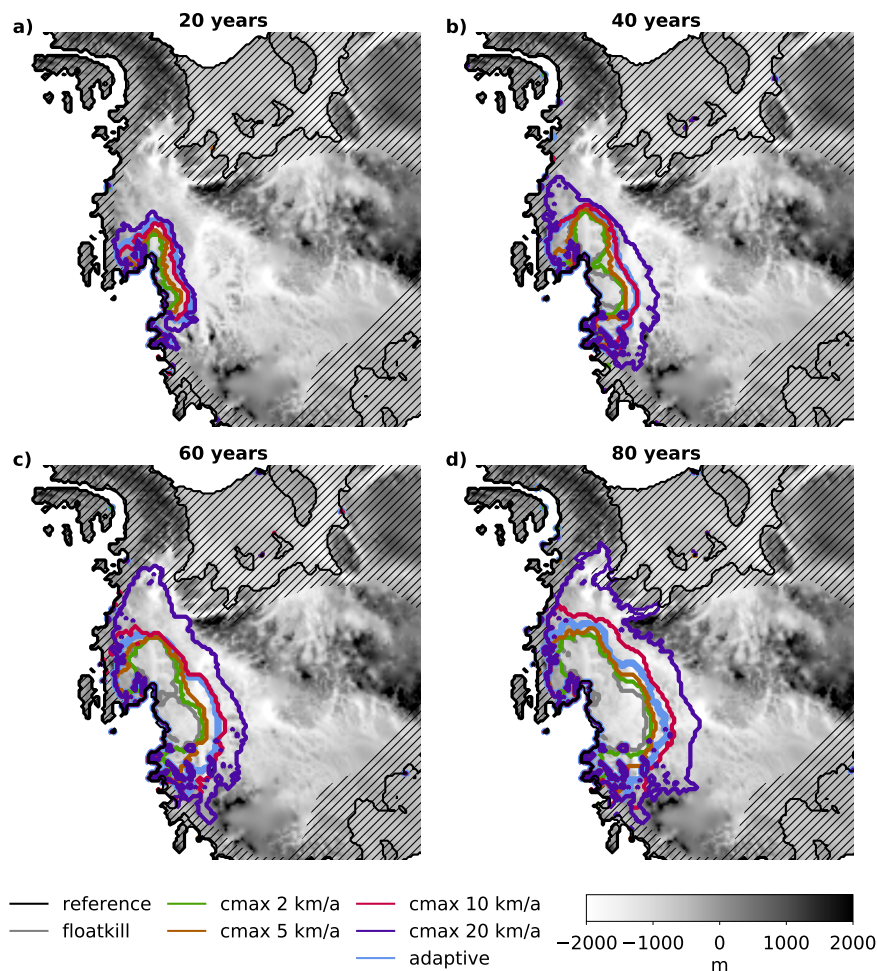 a)
20 years
b)
40 years
c)
60 years
d)
80 years
reference
floatkill
cmax 2 km/a
cmax 5 km/a
cmax 10 km/a
cmax 20 km/a
adaptive
−2000 −1000 0 1000 2000
m